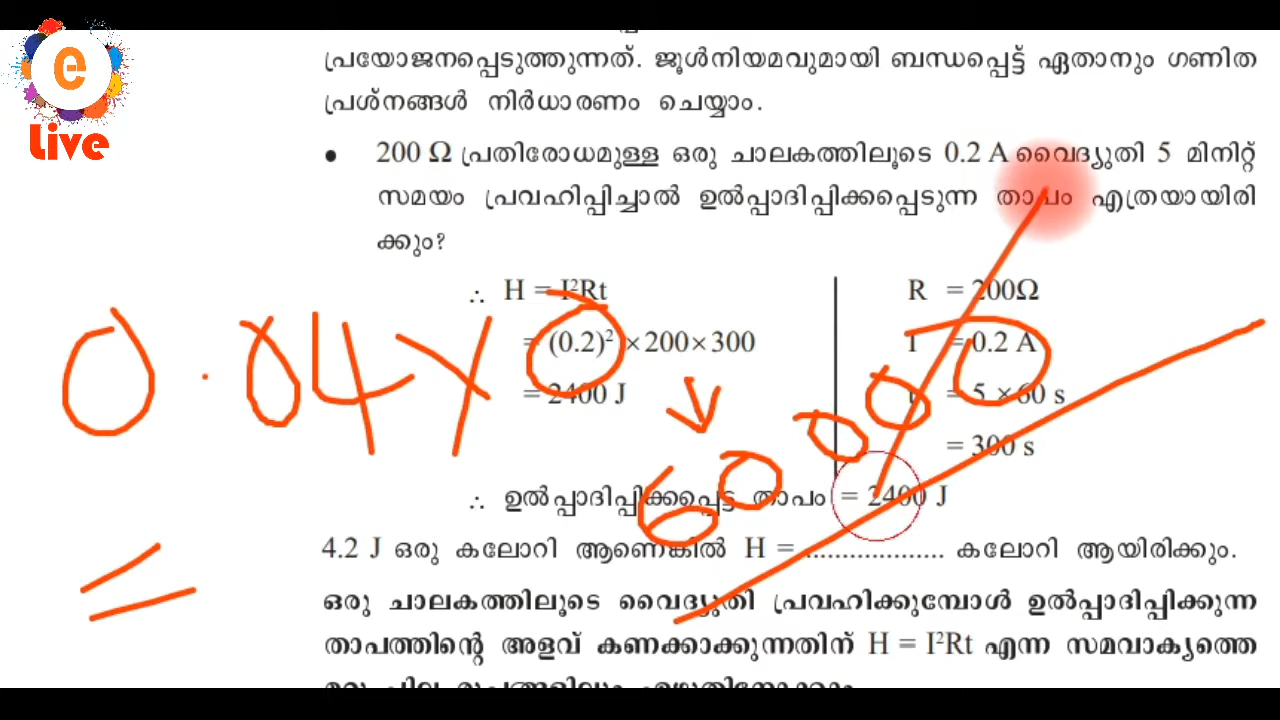 e
Live
പ്രയോജനപ്പെടുത്തുന്നത്. ജൂൾനിയമവുമായി ബന്ധപ്പെട്ട് ഏതാനും ഗണിത
പ്രശ്നങ്ങൾ നിർധാരണം ചെയ്യാം.
• 200 Ω പ്രതിരോധമുള്ള ഒരു ചാലകത്തിലൂടെ 0.2 A വൈദ്യുതി 5 മിനിറ്റ്
സമയം പ്രവഹിപ്പിച്ചാൽ ഉൽപ്പാദിപ്പിക്കപ്പെടുന്ന താപം എത്രയായിരി
ക്കും?
∴ H = I²Rt R = 200Ω
= (0.2)² ×200×300 I = 0.2 A
= 2400 J t = 5 ×60 s
= 300 s
0.04×
60000
=
∴ ഉൽപ്പാദിപ്പിക്കപ്പെട്ട താപം = 2400 J
4.2 J ഒരു കലോറി ആണെങ്കിൽ H = ................... കലോറി ആയിരിക്കും.
ഒരു ചാലകത്തിലൂടെ വൈദ്യുതി പ്രവഹിക്കുമ്പോൾ ഉൽപ്പാദിപ്പിക്കുന്ന
താപത്തിന്റെ അളവ് കണക്കാക്കുന്നതിന് H = I²Rt എന്ന സമവാക്യത്തെ